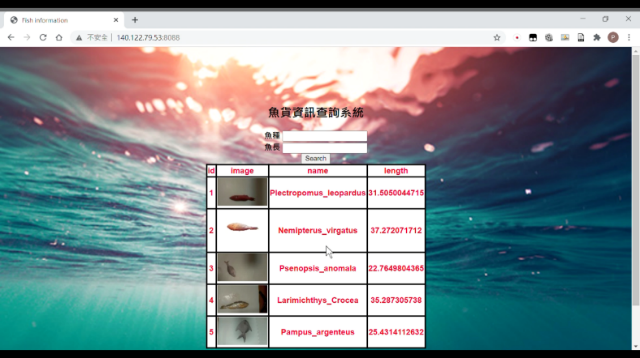 Fish information
不安全 | 140.122.79.53:8088
魚貨資訊查詢系統
魚種
魚長
Search
id image name length
1 Plectropomus_leopardus 31.5050044715
2 Nemipterus_virgatus 37.272071712
3 Psenopsis_anomala 22.7649804365
4 Larimichthys_Crocea 35.287305738
5 Pampus_argenteus 25.4314112632